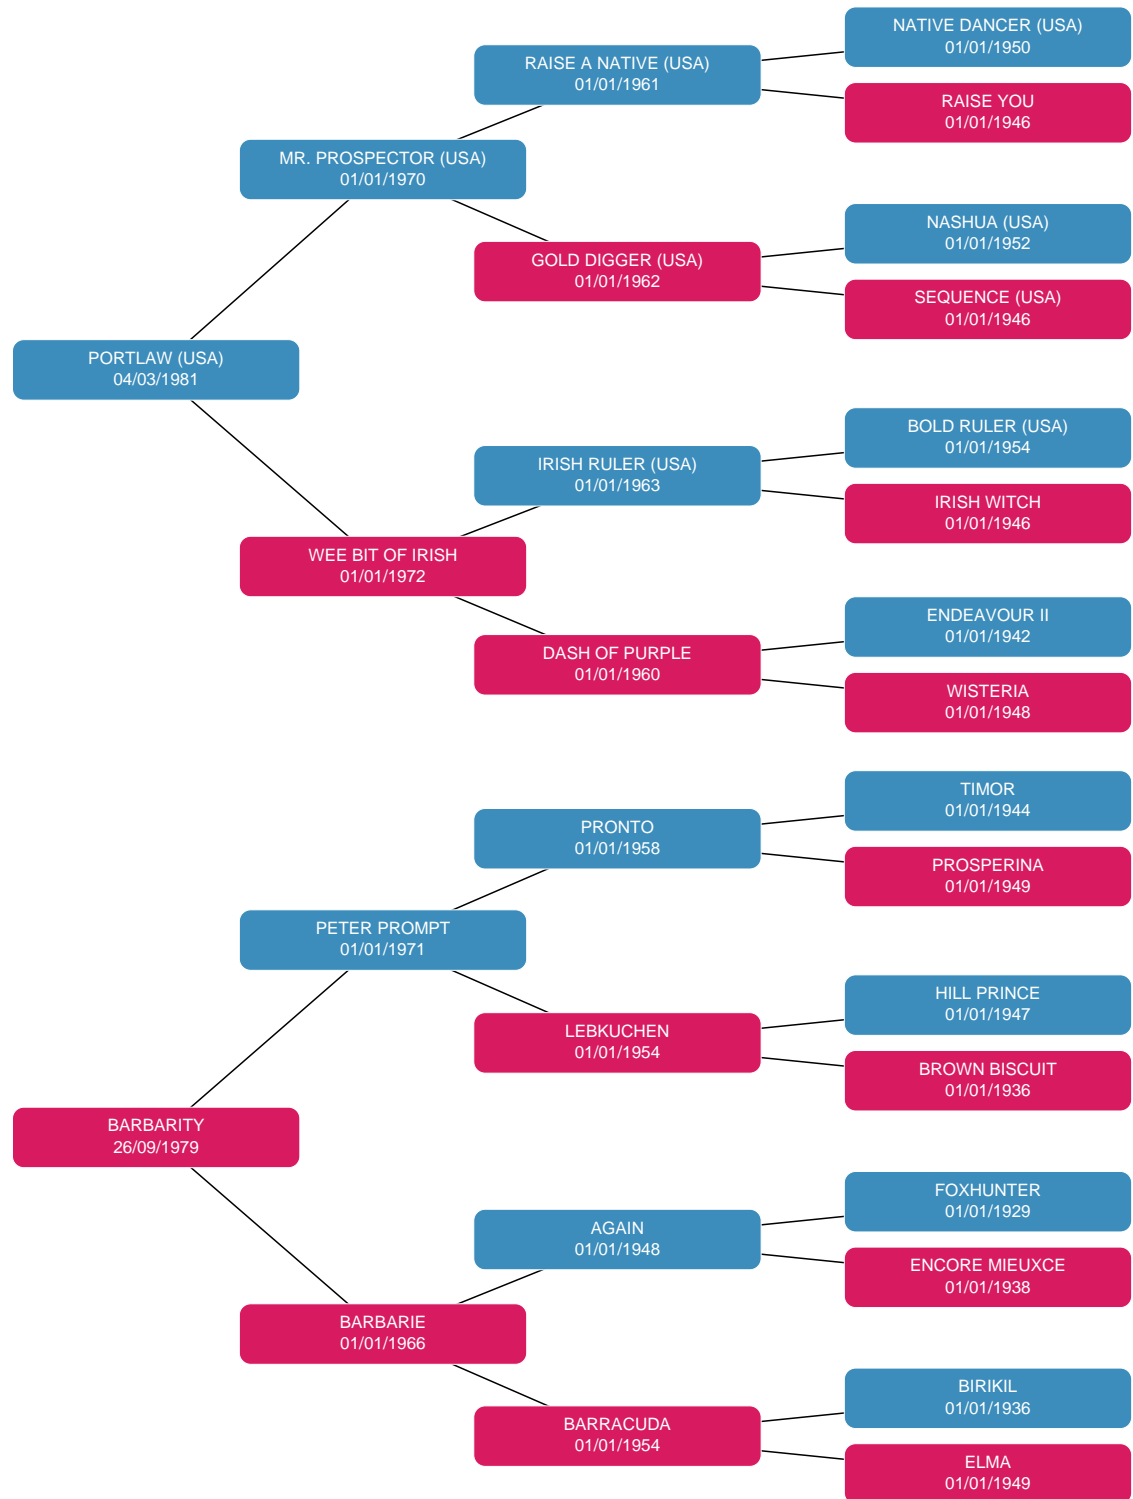 NATIVE DANCER (USA)
01/01/1950
RAISE A NATIVE (USA)
01/01/1961
RAISE YOU
01/01/1946
MR. PROSPECTOR (USA)
01/01/1970
NASHUA (USA)
01/01/1952
GOLD DIGGER (USA)
01/01/1962
SEQUENCE (USA)
01/01/1946
PORTLAW (USA)
04/03/1981
BOLD RULER (USA)
01/01/1954
IRISH RULER (USA)
01/01/1963
IRISH WITCH
01/01/1946
WEE BIT OF IRISH
01/01/1972
ENDEAVOUR II
01/01/1942
DASH OF PURPLE
01/01/1960
WISTERIA
01/01/1948
TIMOR
01/01/1944
PRONTO
01/01/1958
PROSPERINA
01/01/1949
PETER PROMPT
01/01/1971
HILL PRINCE
01/01/1947
LEBKUCHEN
01/01/1954
BROWN BISCUIT
01/01/1936
BARBARITY
26/09/1979
FOXHUNTER
01/01/1929
AGAIN
01/01/1948
ENCORE MIEUXCE
01/01/1938
BARBARIE
01/01/1966
BIRIKIL
01/01/1936
BARRACUDA
01/01/1954
ELMA
01/01/1949